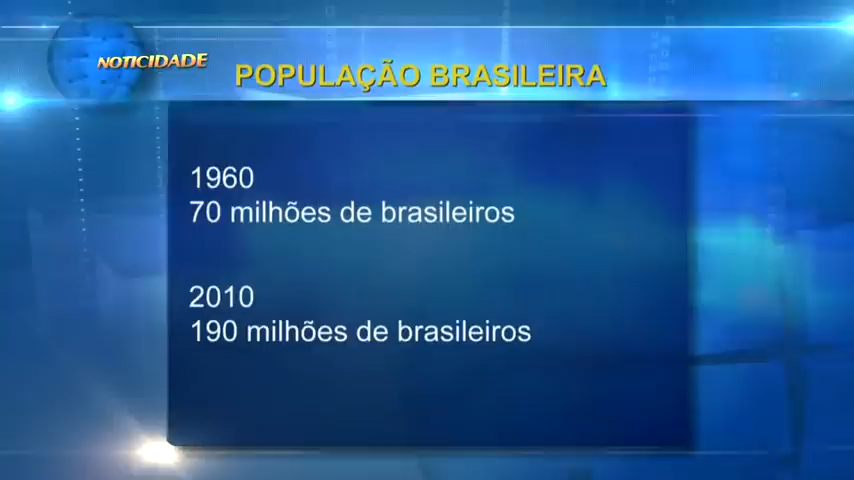 NOTICIDADE
POPULAÇÃO BRASILEIRA
1960
70 milhões de brasileiros
2010
190 milhões de brasileiros